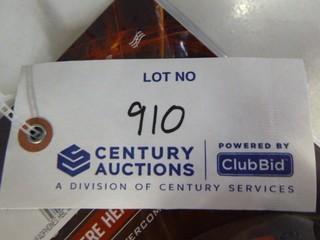 LOT NO
910
CENTURY AUCTIONS
POWERED BY
ClubBid
A DIVISION OF CENTURY SERVICES